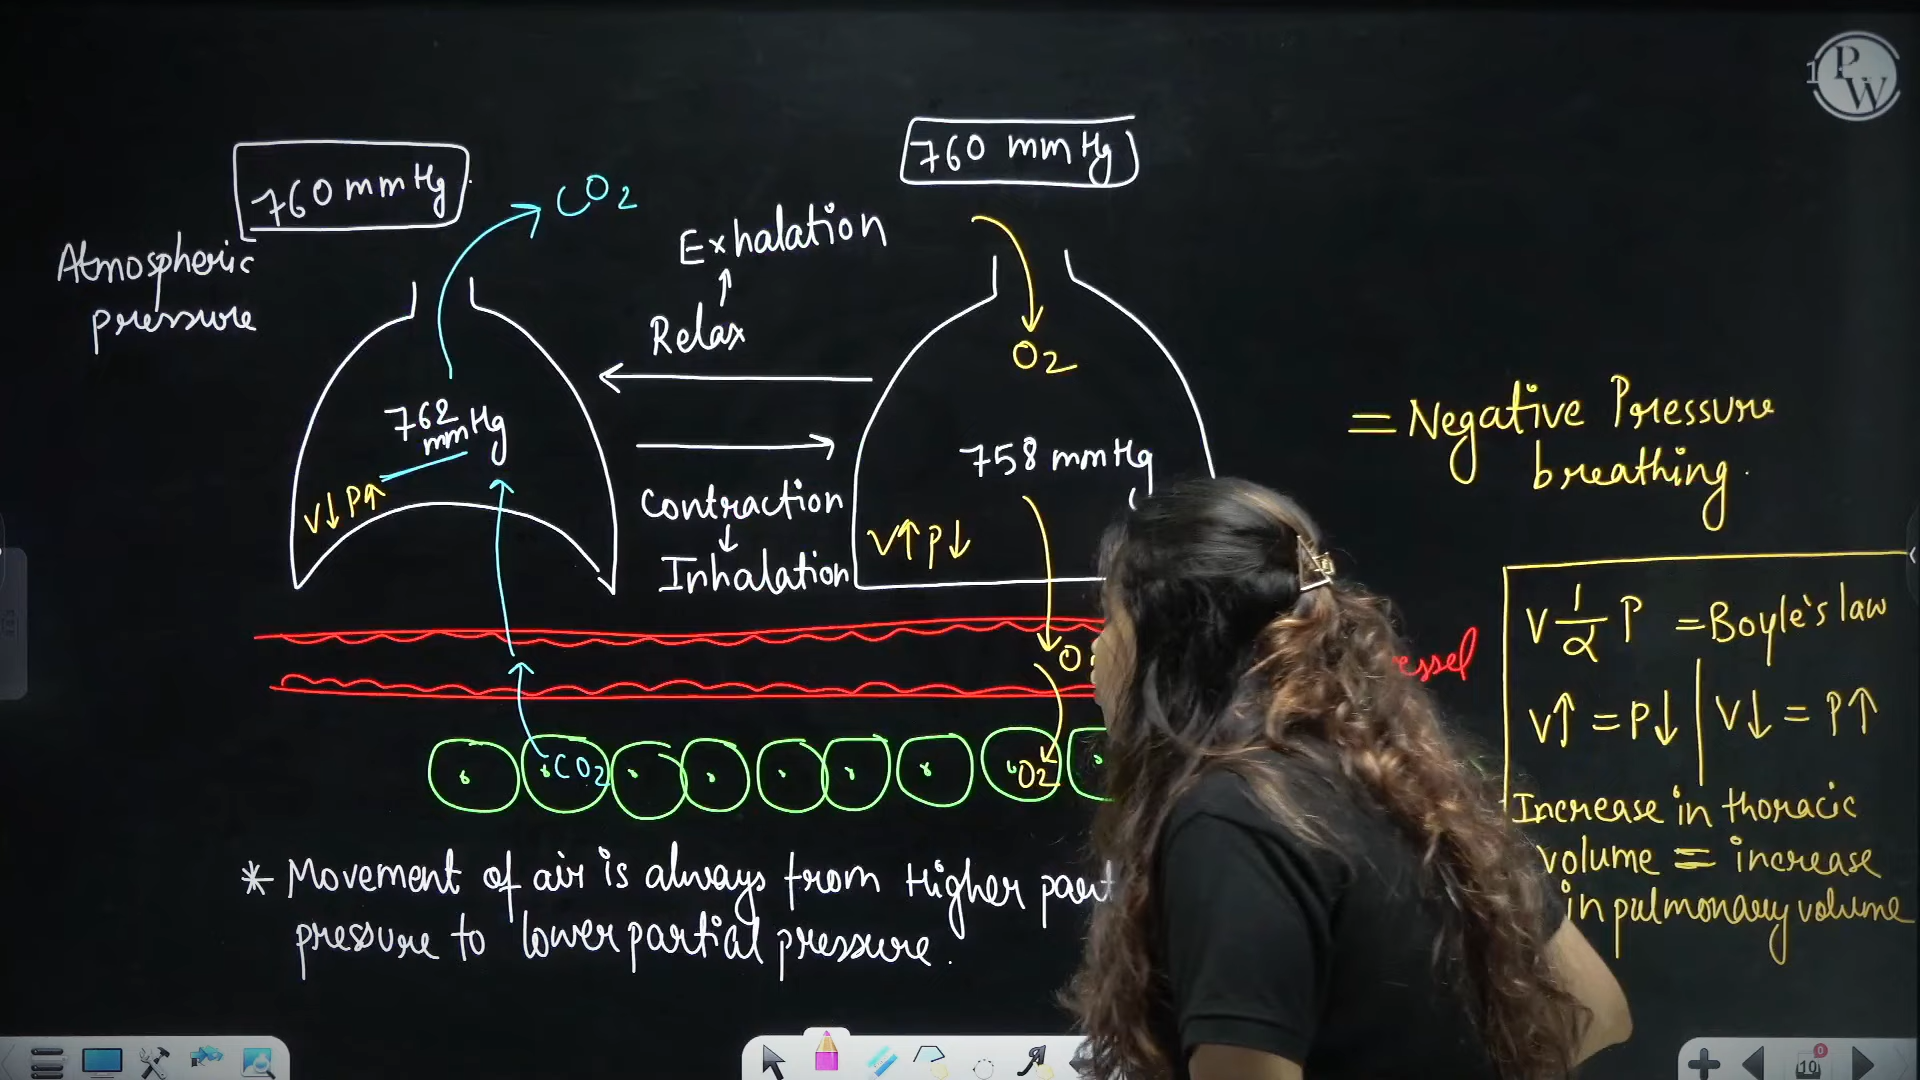 PW
760 mmHg
CO2
Atmospheric
pressure
Exhalation
↑
Relax
762
mmHg
V↓ P↑
Contraction
↓
Inhalation
760 mmHg
O2
758 mmHg
V↑ P↓
= Negative Pressure
breathing.
V 1/α P = Boyle's law
V↑ = P↓ | V↓ = P↑
Increase in thoracic
volume = increase
in pulmonary volume
CO2
O2
* Movement of air is always from Higher
pressure to lower partial pressure.
10